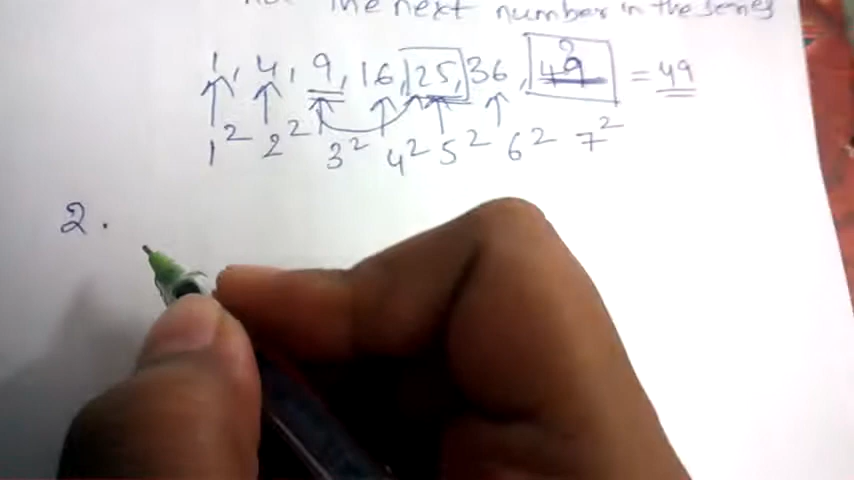 the next number in the series
1, 4, 9, 16, 25, 36, 49 = 49
1² 2² 3² 4² 5² 6² 7²
2.